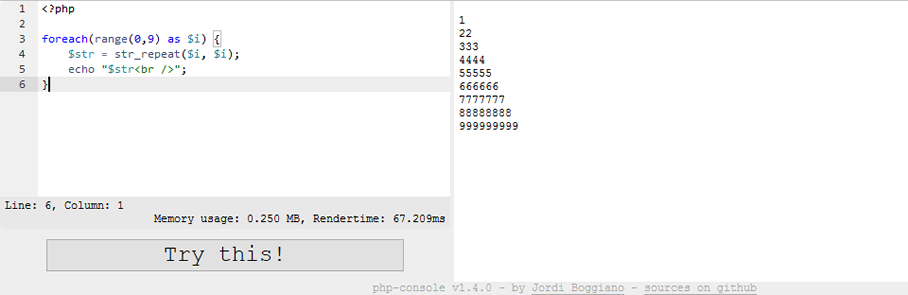 1 <?php
2
3 foreach(range(0,9) as $i) {
4     $str = str_repeat($i, $i);
5     echo "$str<br />";
6 }
Line: 6, Column: 1
Memory usage: 0.250 MB, Rendertime: 67.209ms
Try this!
1
22
333
4444
55555
666666
7777777
88888888
999999999
php-console v1.4.0 - by Jordi Boggiano - sources on github